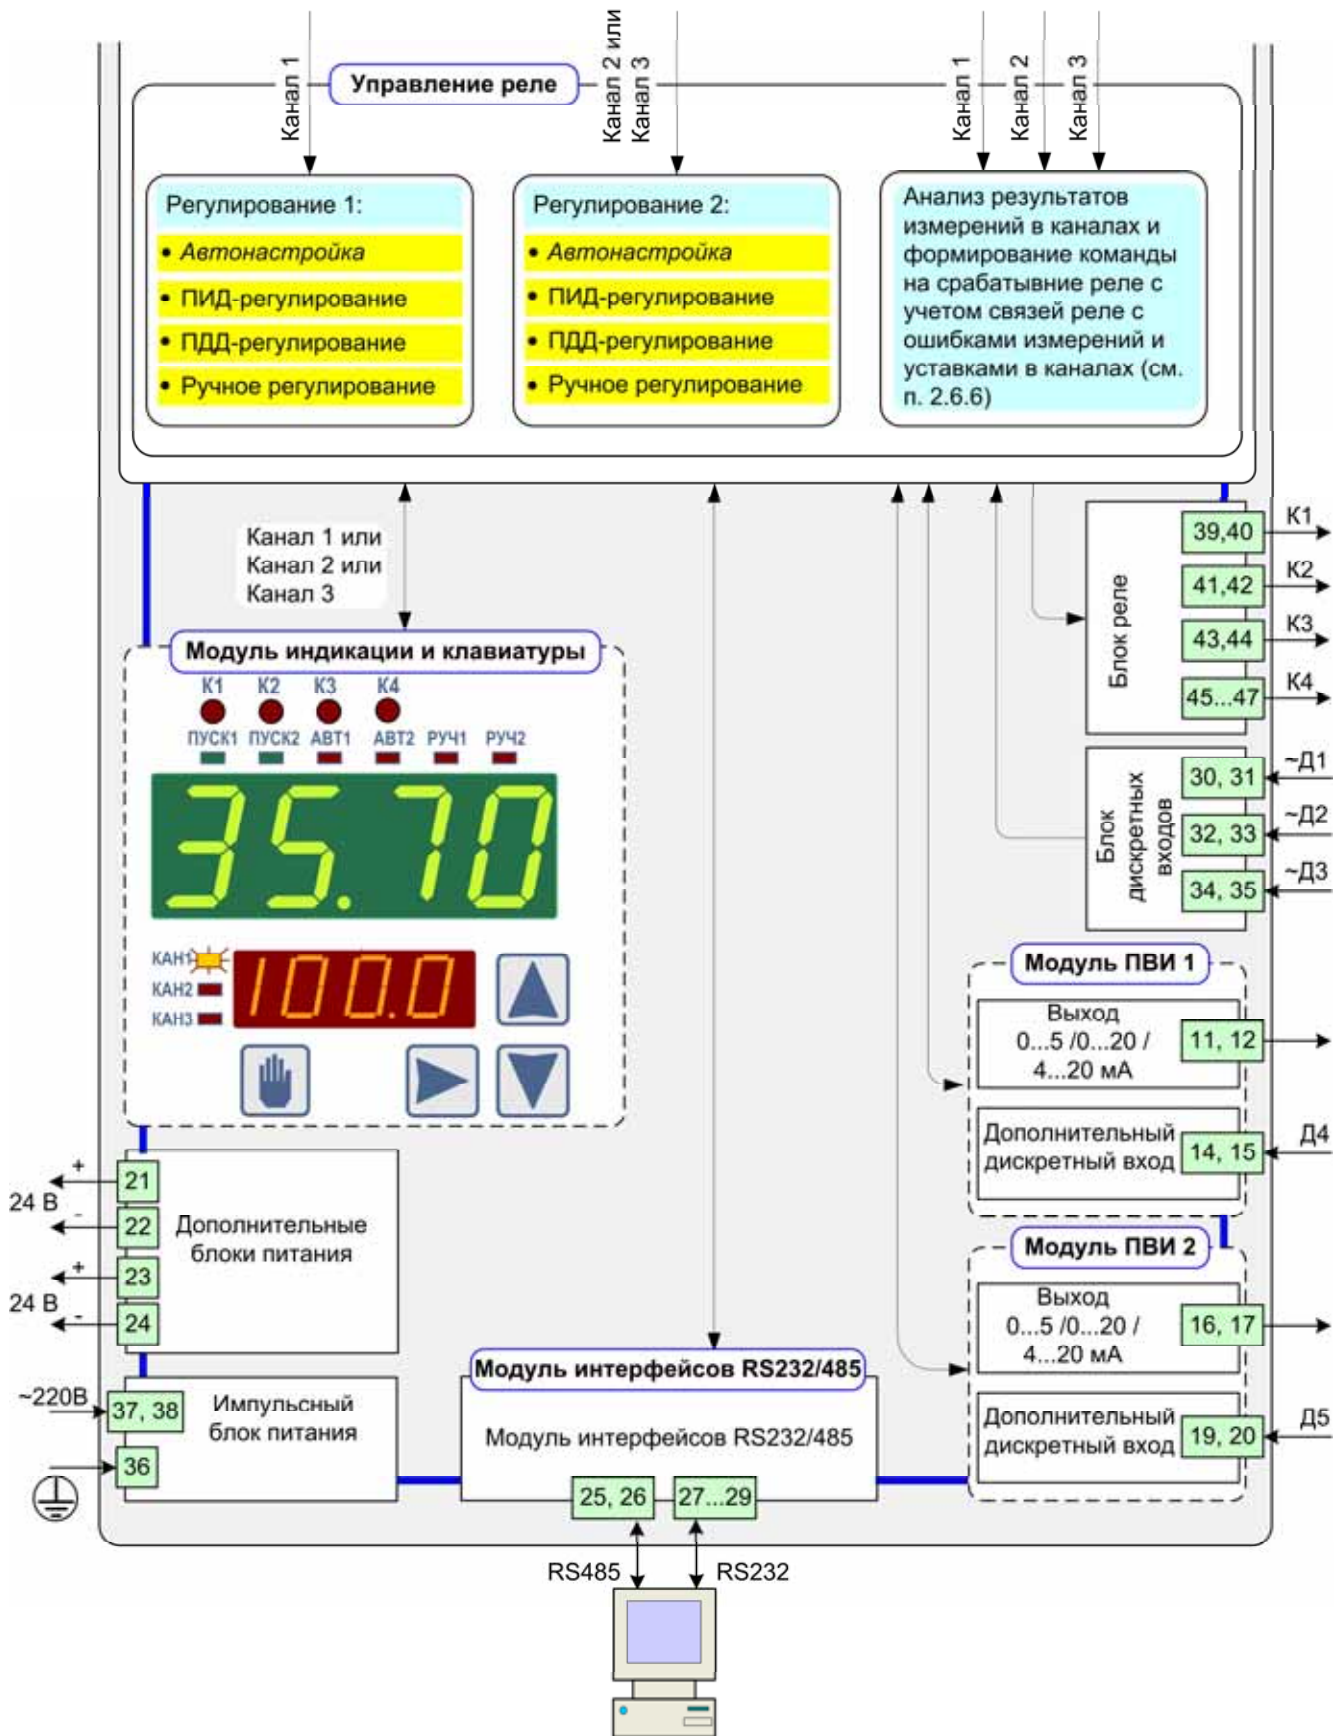 Канал 1
Канал 2 или
Канал 3
Канал 1
Канал 2
Канал 3
Управление реле
Регулирование 1:
• Автонастройка
• ПИД-регулирование
• ПДД-регулирование
• Ручное регулирование
Регулирование 2:
• Автонастройка
• ПИД-регулирование
• ПДД-регулирование
• Ручное регулирование
Анализ результатов
измерений в каналах и
формирование команды
на срабатывние реле с
учетом связей реле с
ошибками измерений и
уставками в каналах (см.
п. 2.6.6)
Канал 1 или
Канал 2 или
Канал 3
Модуль индикации и клавиатуры
К1 К2 К3 К4
ПУСК1 ПУСК2 АВТ1 АВТ2 РУЧ1 РУЧ2
35.70
КАН1
КАН2
КАН3
100.0
Блок реле
39,40
К1
41,42
К2
43,44
К3
45...47
К4
Блок
дискретных
входов
30, 31
~Д1
32, 33
~Д2
34, 35
~Д3
Модуль ПВИ 1
Выход
0...5 /0...20 /
4...20 мА
11, 12
Дополнительный
дискретный вход
14, 15
Д4
Модуль ПВИ 2
Выход
0...5 /0...20 /
4...20 мА
16, 17
Дополнительный
дискретный вход
19, 20
Д5
+
21
24 В
-
22
+
23
24 В
-
24
Дополнительные
блоки питания
~220В
37, 38
36
Импульсный
блок питания
Модуль интерфейсов RS232/485
Модуль интерфейсов RS232/485
25, 26
27...29
RS485
RS232